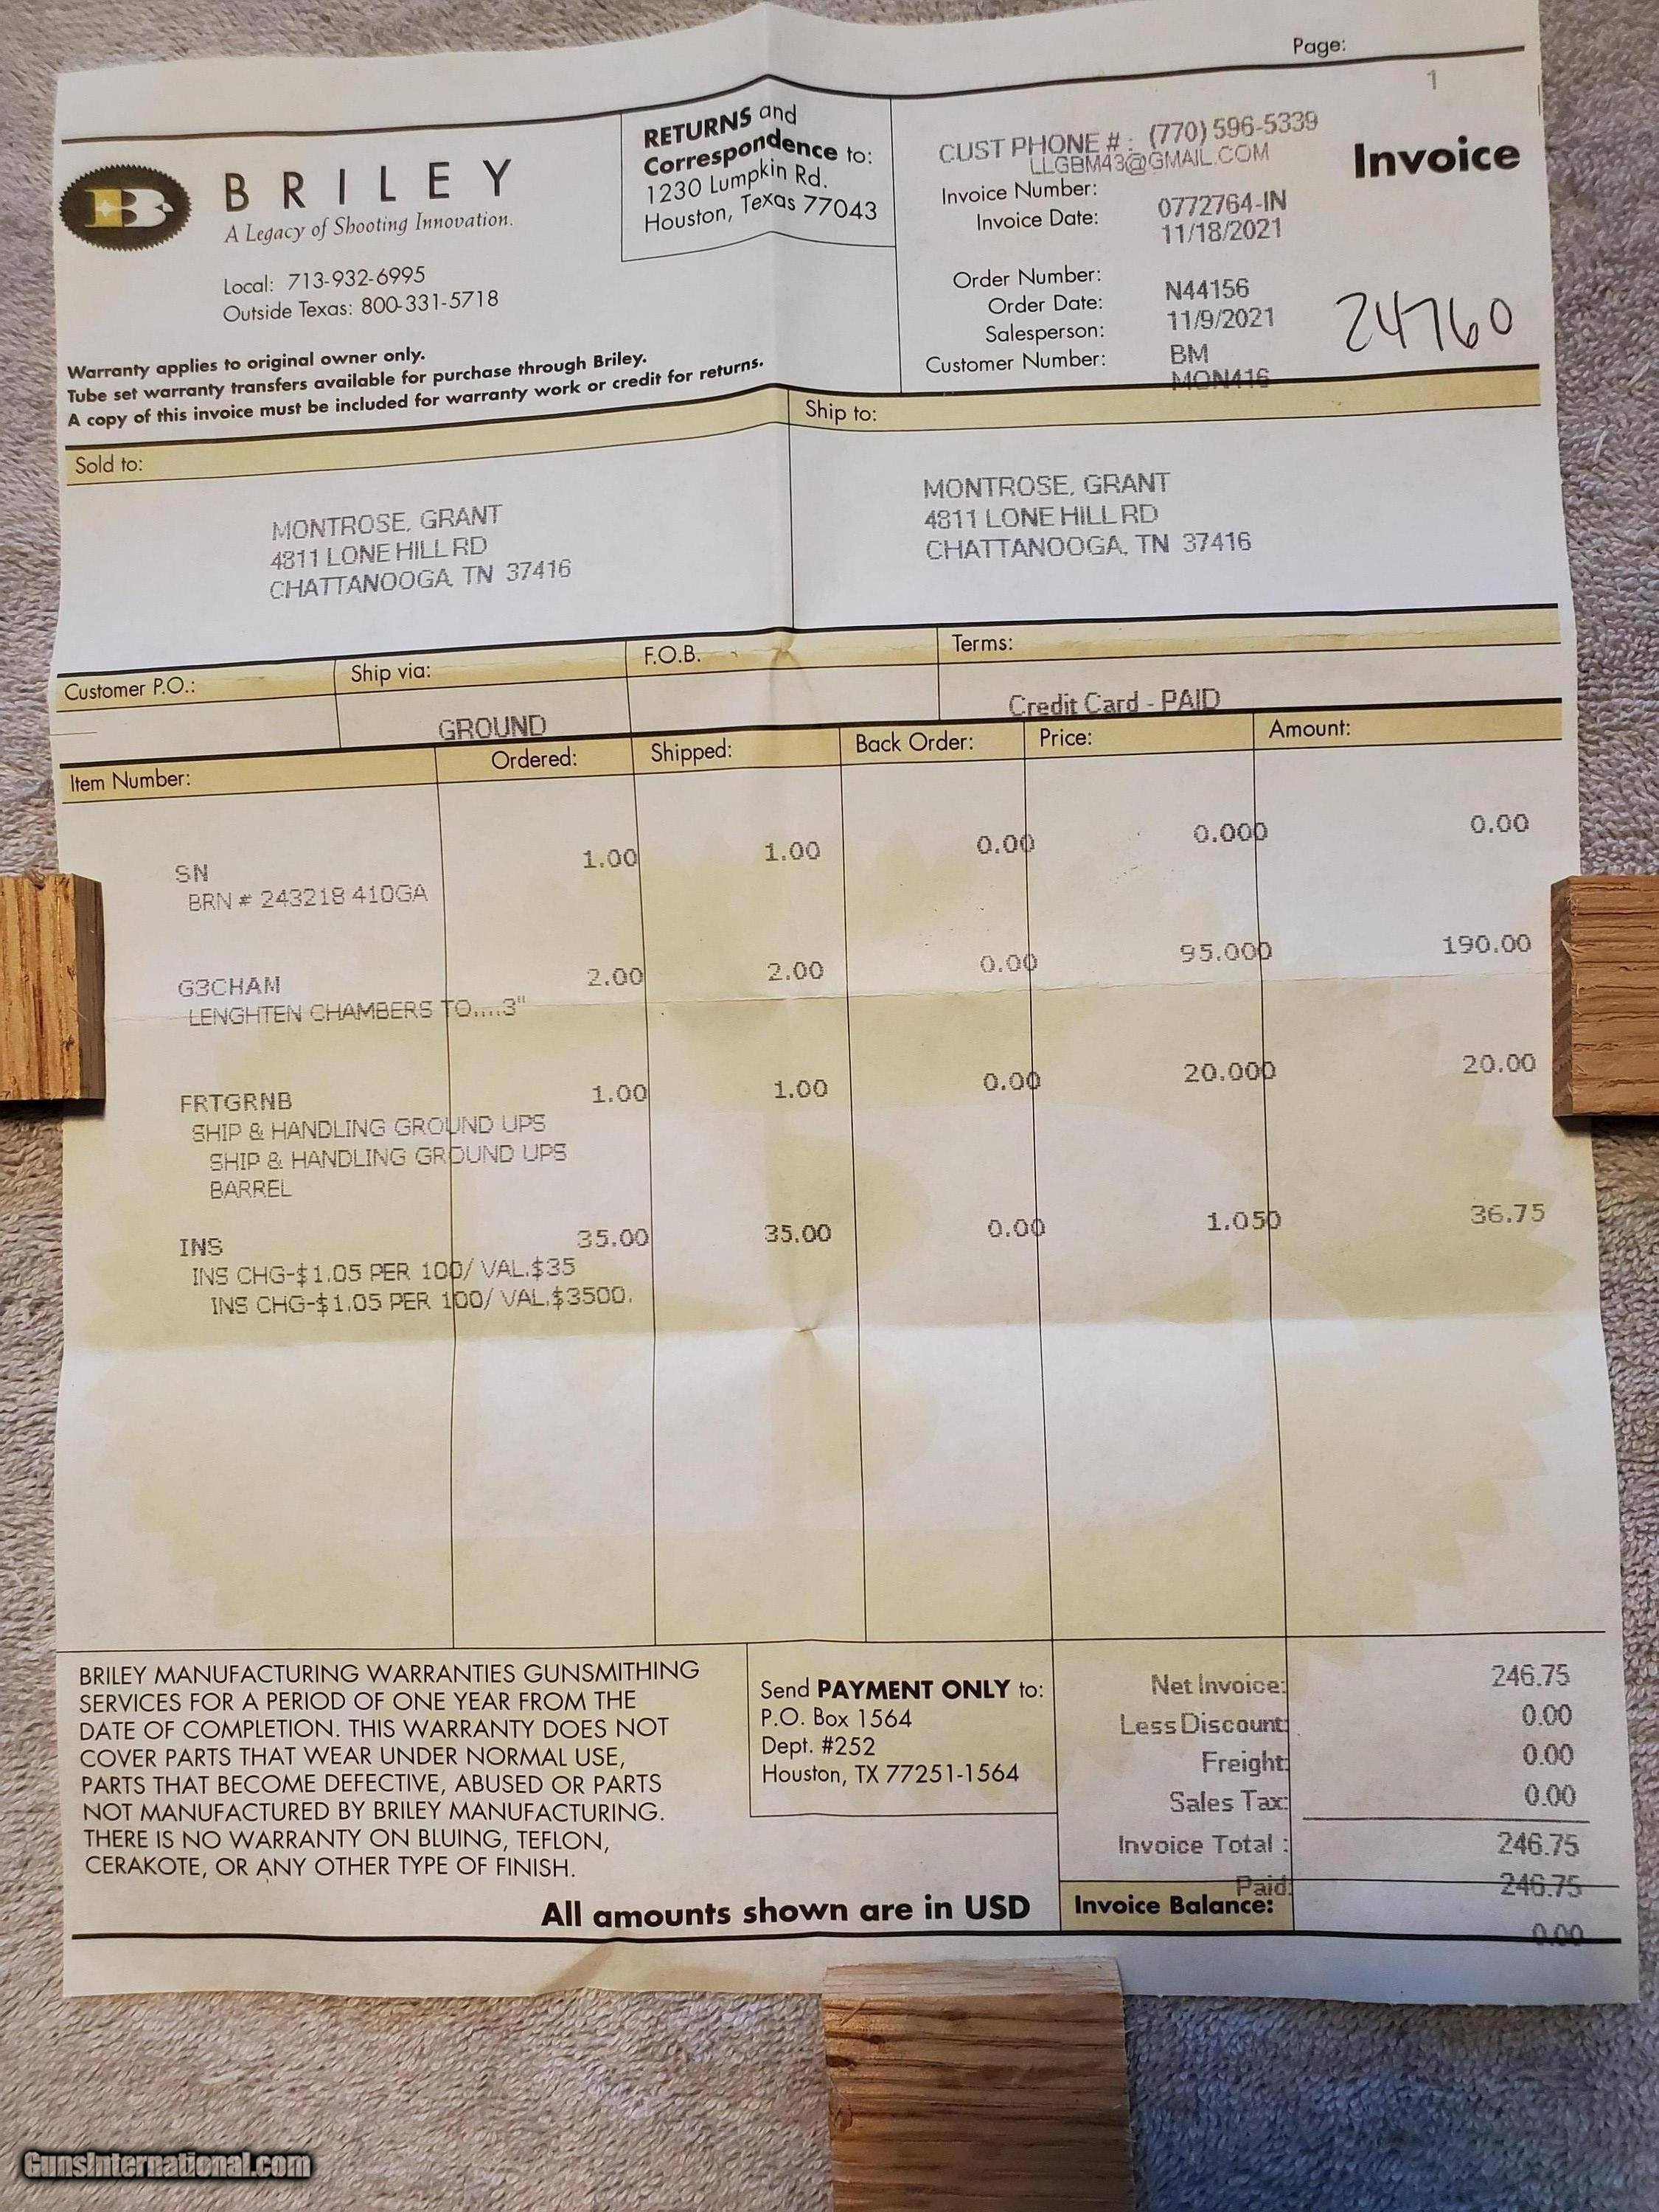 Page:
1
BRILEY
A Legacy of Shooting Innovation.
Local: 713-932-6995
Outside Texas: 800-331-5718
RETURNS and
Correspondence to:
1230 Lumpkin Rd.
Houston, Texas 77043
CUST PHONE # : (770) 596-5339
LLGBM43@GMAIL.COM
Invoice
Invoice Number: 0772764-IN
Invoice Date: 11/18/2021
Order Number: N44156
Order Date: 11/9/2021
Salesperson: BM
Customer Number: MON416
24760
Warranty applies to original owner only.
Tube set warranty transfers available for purchase through Briley.
A copy of this invoice must be included for warranty work or credit for returns.
Sold to:
MONTROSE, GRANT
4811 LONE HILL RD
CHATTANOOGA, TN 37416
Ship to:
MONTROSE, GRANT
4811 LONE HILL RD
CHATTANOOGA, TN 37416
Customer P.O.: Ship via: F.O.B. Terms:
GROUND Credit Card - PAID
Item Number: Ordered: Shipped: Back Order: Price: Amount:
SN 1.00 1.00 0.00 0.000 0.00
BRN # 243218 410GA
G3CHAM 2.00 2.00 0.00 95.000 190.00
LENGHTEN CHAMBERS TO....3"
FRTGRNB 1.00 1.00 0.00 20.000 20.00
SHIP & HANDLING GROUND UPS
SHIP & HANDLING GROUND UPS
BARREL
INS 35.00 35.00 0.00 1.050 36.75
INS CHG-$1.05 PER 100/ VAL.$35
INS CHG-$1.05 PER 100/ VAL.$3500.
BRILEY MANUFACTURING WARRANTIES GUNSMITHING
SERVICES FOR A PERIOD OF ONE YEAR FROM THE
DATE OF COMPLETION. THIS WARRANTY DOES NOT
COVER PARTS THAT WEAR UNDER NORMAL USE,
PARTS THAT BECOME DEFECTIVE, ABUSED OR PARTS
NOT MANUFACTURED BY BRILEY MANUFACTURING.
THERE IS NO WARRANTY ON BLUING, TEFLON,
CERAKOTE, OR ANY OTHER TYPE OF FINISH.
Send PAYMENT ONLY to:
P.O. Box 1564
Dept. #252
Houston, TX 77251-1564
Net Invoice: 246.75
Less Discount: 0.00
Freight: 0.00
Sales Tax: 0.00
Invoice Total : 246.75
Paid: 246.75
Invoice Balance: 0.00
All amounts shown are in USD
GunsInternational.com